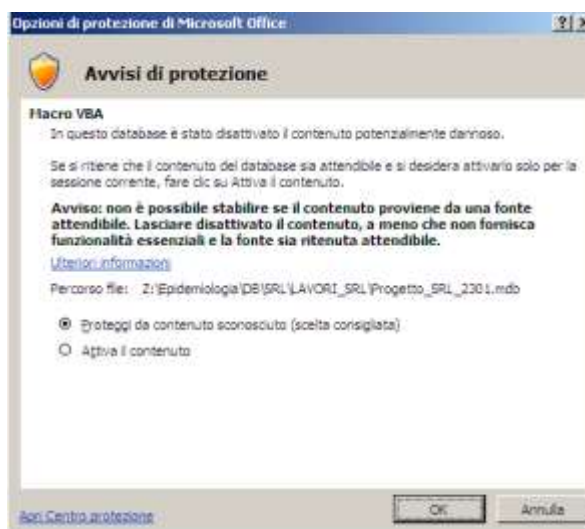 Opzioni di protezione di Microsoft Office
Avvisi di protezione
Macro VBA
In questo database è stato disattivato il contenuto potenzialmente dannoso.
Se si ritiene che il contenuto del database sia attendibile e si desidera attivarlo solo per la
sessione corrente, fare clic su Attiva il contenuto.
Avviso: non è possibile stabilire se il contenuto proviene da una fonte
attendibile. Lasciare disattivato il contenuto, a meno che non fornisca
funzionalità essenziali e la fonte sia ritenuta attendibile.
Ulteriori informazioni
Percorso file: Z:\Epidemiologia\DB\SRL\LAVORI_SRL\Progetto_SRL_2301.mdb
Proteggi da contenuto sconosciuto (scelta consigliata)
Attiva il contenuto
Apri Centro protezione
OK
Annulla